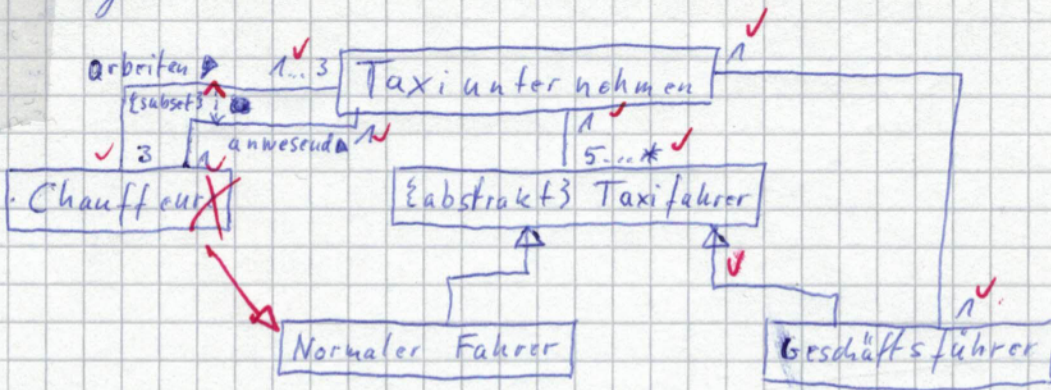 arbeiten
1...3
Taxiunternehmen
1
{subset}
anwesend
1
1
3
1
5...*
Chauffeur
{abstrakt} Taxifahrer
1
Normaler Fahrer
Geschäftsführer